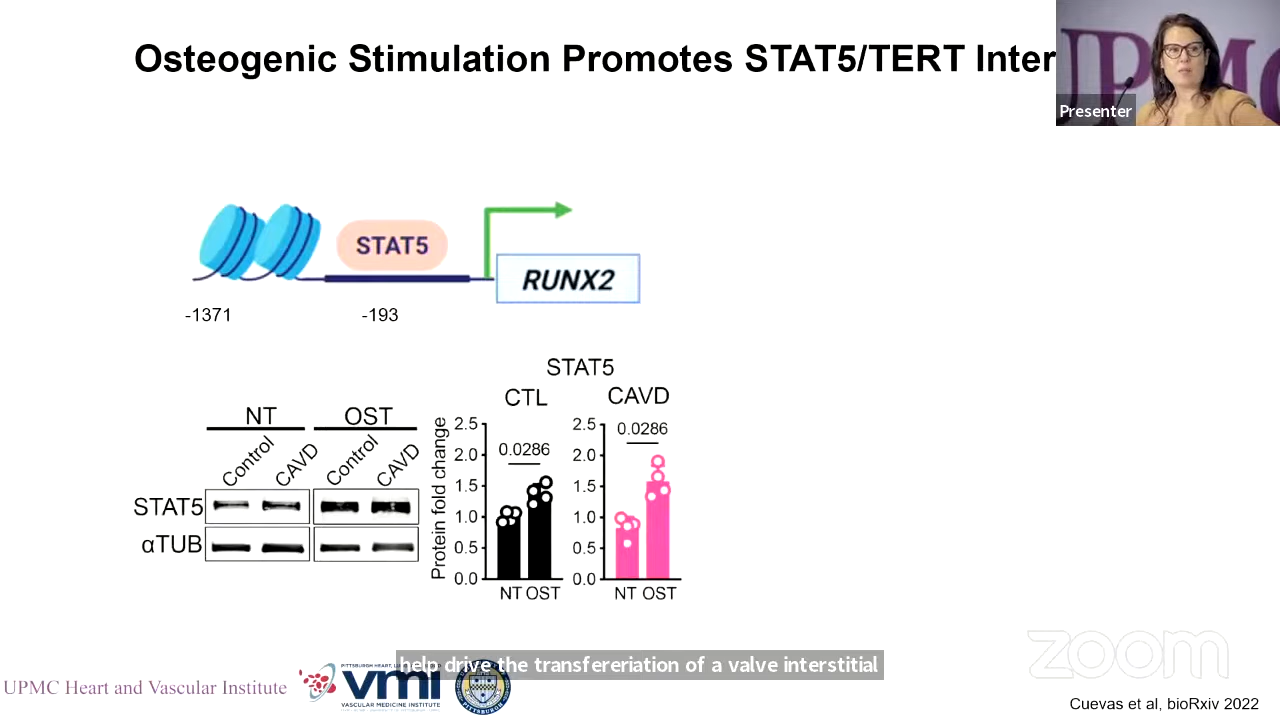 Osteogenic Stimulation Promotes STAT5/TERT Inter
UPMC
Presenter
STAT5
RUNX2
-1371
-193
STAT5
CTL
CAVD
NT
OST
Control
CAVD
Control
CAVD
STAT5
αTUB
Protein fold change
2.5
2.0
1.5
1.0
0.5
0.0
0.0286
NT OST
2.5
2.0
1.5
1.0
0.5
0.0
0.0286
NT OST
help drive the transfereriation of a valve interstitial
UPMC Heart and Vascular Institute
PITTSBURGH HEART, L
vmi
VASCULAR MEDICINE INSTITUTE
PITTSBURGH
zoom
Cuevas et al, bioRxiv 2022